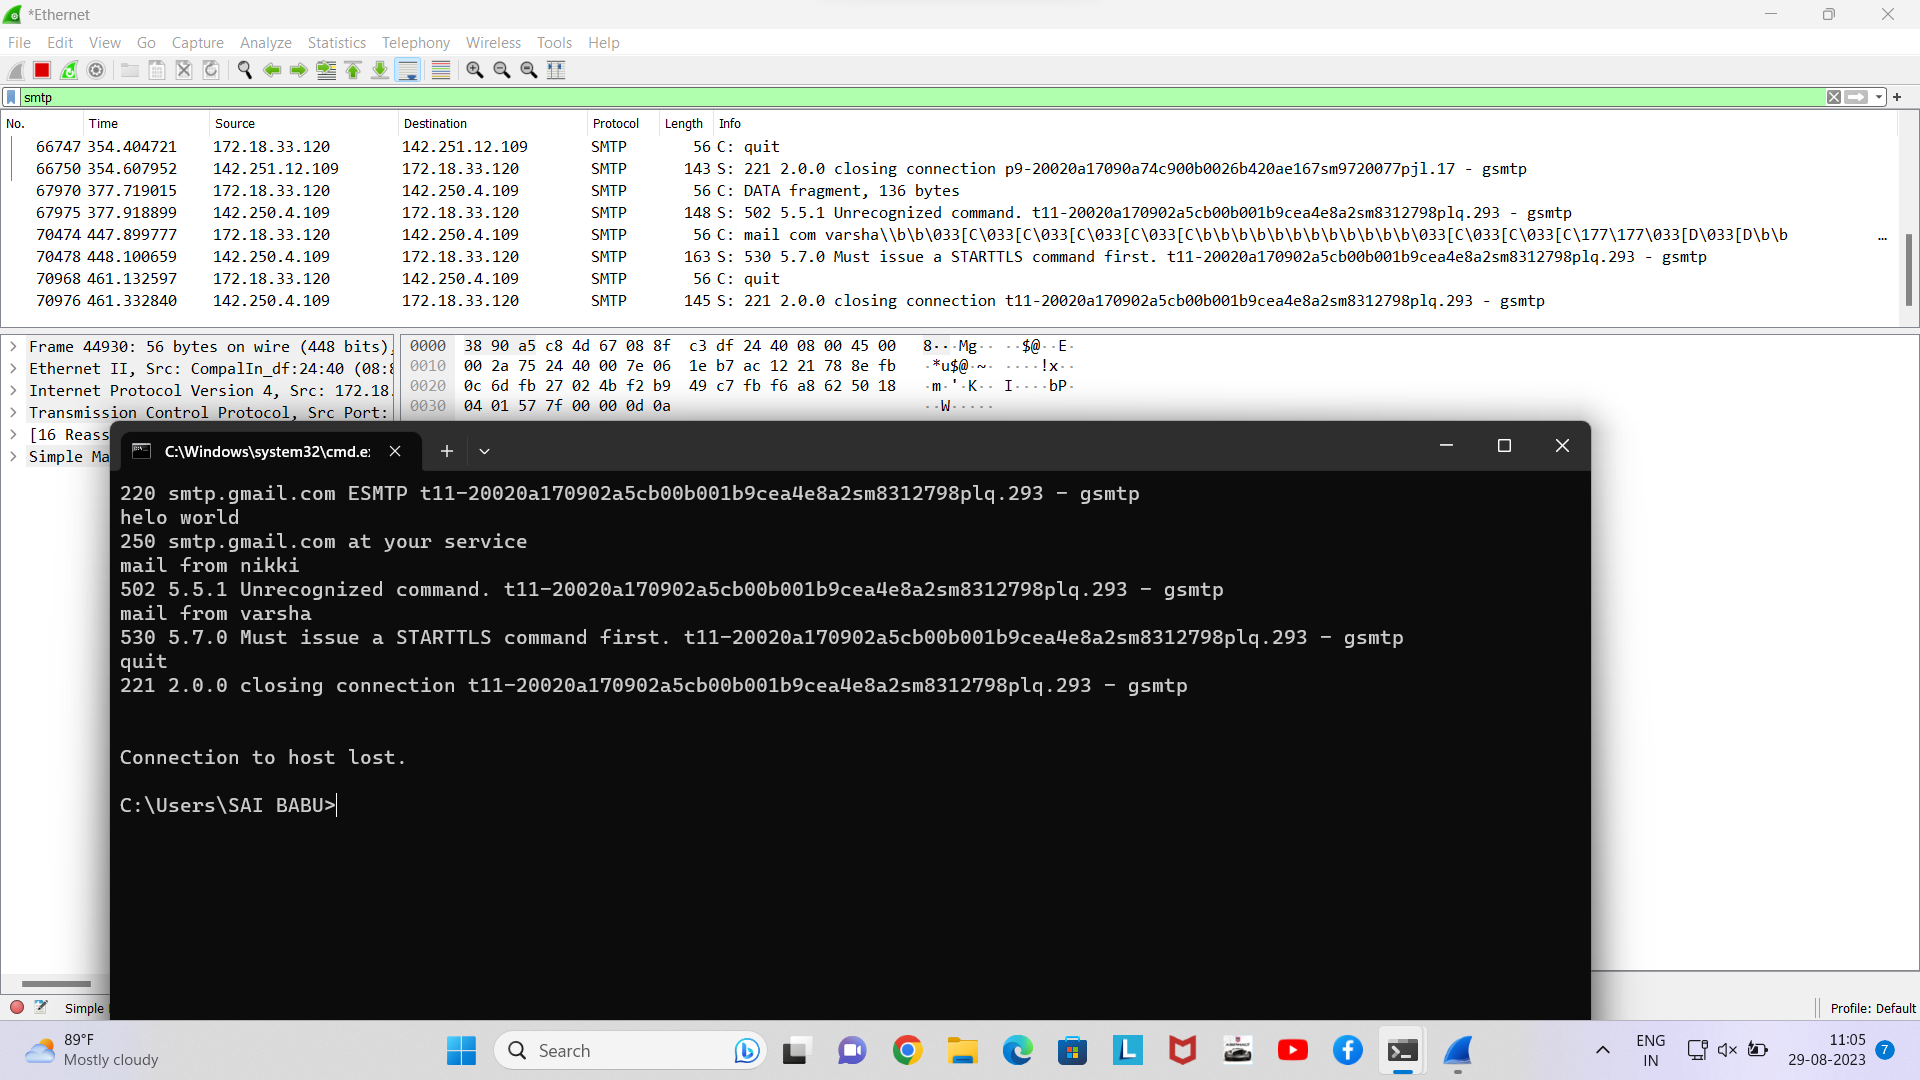 *Ethernet
File Edit View Go Capture Analyze Statistics Telephony Wireless Tools Help
smtp
No. Time Source Destination Protocol Length Info
66747 354.404721 172.18.33.120 142.251.12.109 SMTP 56 C: quit
66750 354.607952 142.251.12.109 172.18.33.120 SMTP 143 S: 221 2.0.0 closing connection p9-20020a17090a74c900b0026b420ae167sm9720077pjl.17 - gsmtp
67970 377.719015 172.18.33.120 142.250.4.109 SMTP 56 C: DATA fragment, 136 bytes
67975 377.918899 142.250.4.109 172.18.33.120 SMTP 148 S: 502 5.5.1 Unrecognized command. t11-20020a170902a5cb00b001b9cea4e8a2sm8312798plq.293 - gsmtp
70474 447.899777 172.18.33.120 142.250.4.109 SMTP 56 C: mail com varsha\\b\b\033[C\033[C\033[C\033[C\033[C\b\b\b\b\b\b\b\b\b\b\b\b\033[C\033[C\033[C\177\177\033[D\033[D\b\b …
70478 448.100659 142.250.4.109 172.18.33.120 SMTP 163 S: 530 5.7.0 Must issue a STARTTLS command first. t11-20020a170902a5cb00b001b9cea4e8a2sm8312798plq.293 - gsmtp
70968 461.132597 172.18.33.120 142.250.4.109 SMTP 56 C: quit
70976 461.332840 142.250.4.109 172.18.33.120 SMTP 145 S: 221 2.0.0 closing connection t11-20020a170902a5cb00b001b9cea4e8a2sm8312798plq.293 - gsmtp
Frame 44930: 56 bytes on wire (448 bits),
Ethernet II, Src: CompalIn_df:24:40 (08:8
Internet Protocol Version 4, Src: 172.18.
Transmission Control Protocol, Src Port:
[16 Reass
Simple Ma
0000 38 90 a5 c8 4d 67 08 8f c3 df 24 40 08 00 45 00 8···Mg·· ··$@··E·
0010 00 2a 75 24 40 00 7e 06 1e b7 ac 12 21 78 8e fb ·*u$@·~· ····!x··
0020 0c 6d fb 27 02 4b f2 b9 49 c7 fb f6 a8 62 50 18 ·m·'·K·· I····bP·
0030 04 01 57 7f 00 00 0d 0a ··W·····
C:\Windows\system32\cmd.e
220 smtp.gmail.com ESMTP t11-20020a170902a5cb00b001b9cea4e8a2sm8312798plq.293 - gsmtp
helo world
250 smtp.gmail.com at your service
mail from nikki
502 5.5.1 Unrecognized command. t11-20020a170902a5cb00b001b9cea4e8a2sm8312798plq.293 - gsmtp
mail from varsha
530 5.7.0 Must issue a STARTTLS command first. t11-20020a170902a5cb00b001b9cea4e8a2sm8312798plq.293 - gsmtp
quit
221 2.0.0 closing connection t11-20020a170902a5cb00b001b9cea4e8a2sm8312798plq.293 - gsmtp
Connection to host lost.
C:\Users\SAI BABU>
Simple
Profile: Default
89°F
Mostly cloudy
Search
L
ENG
IN
11:05
29-08-2023
7